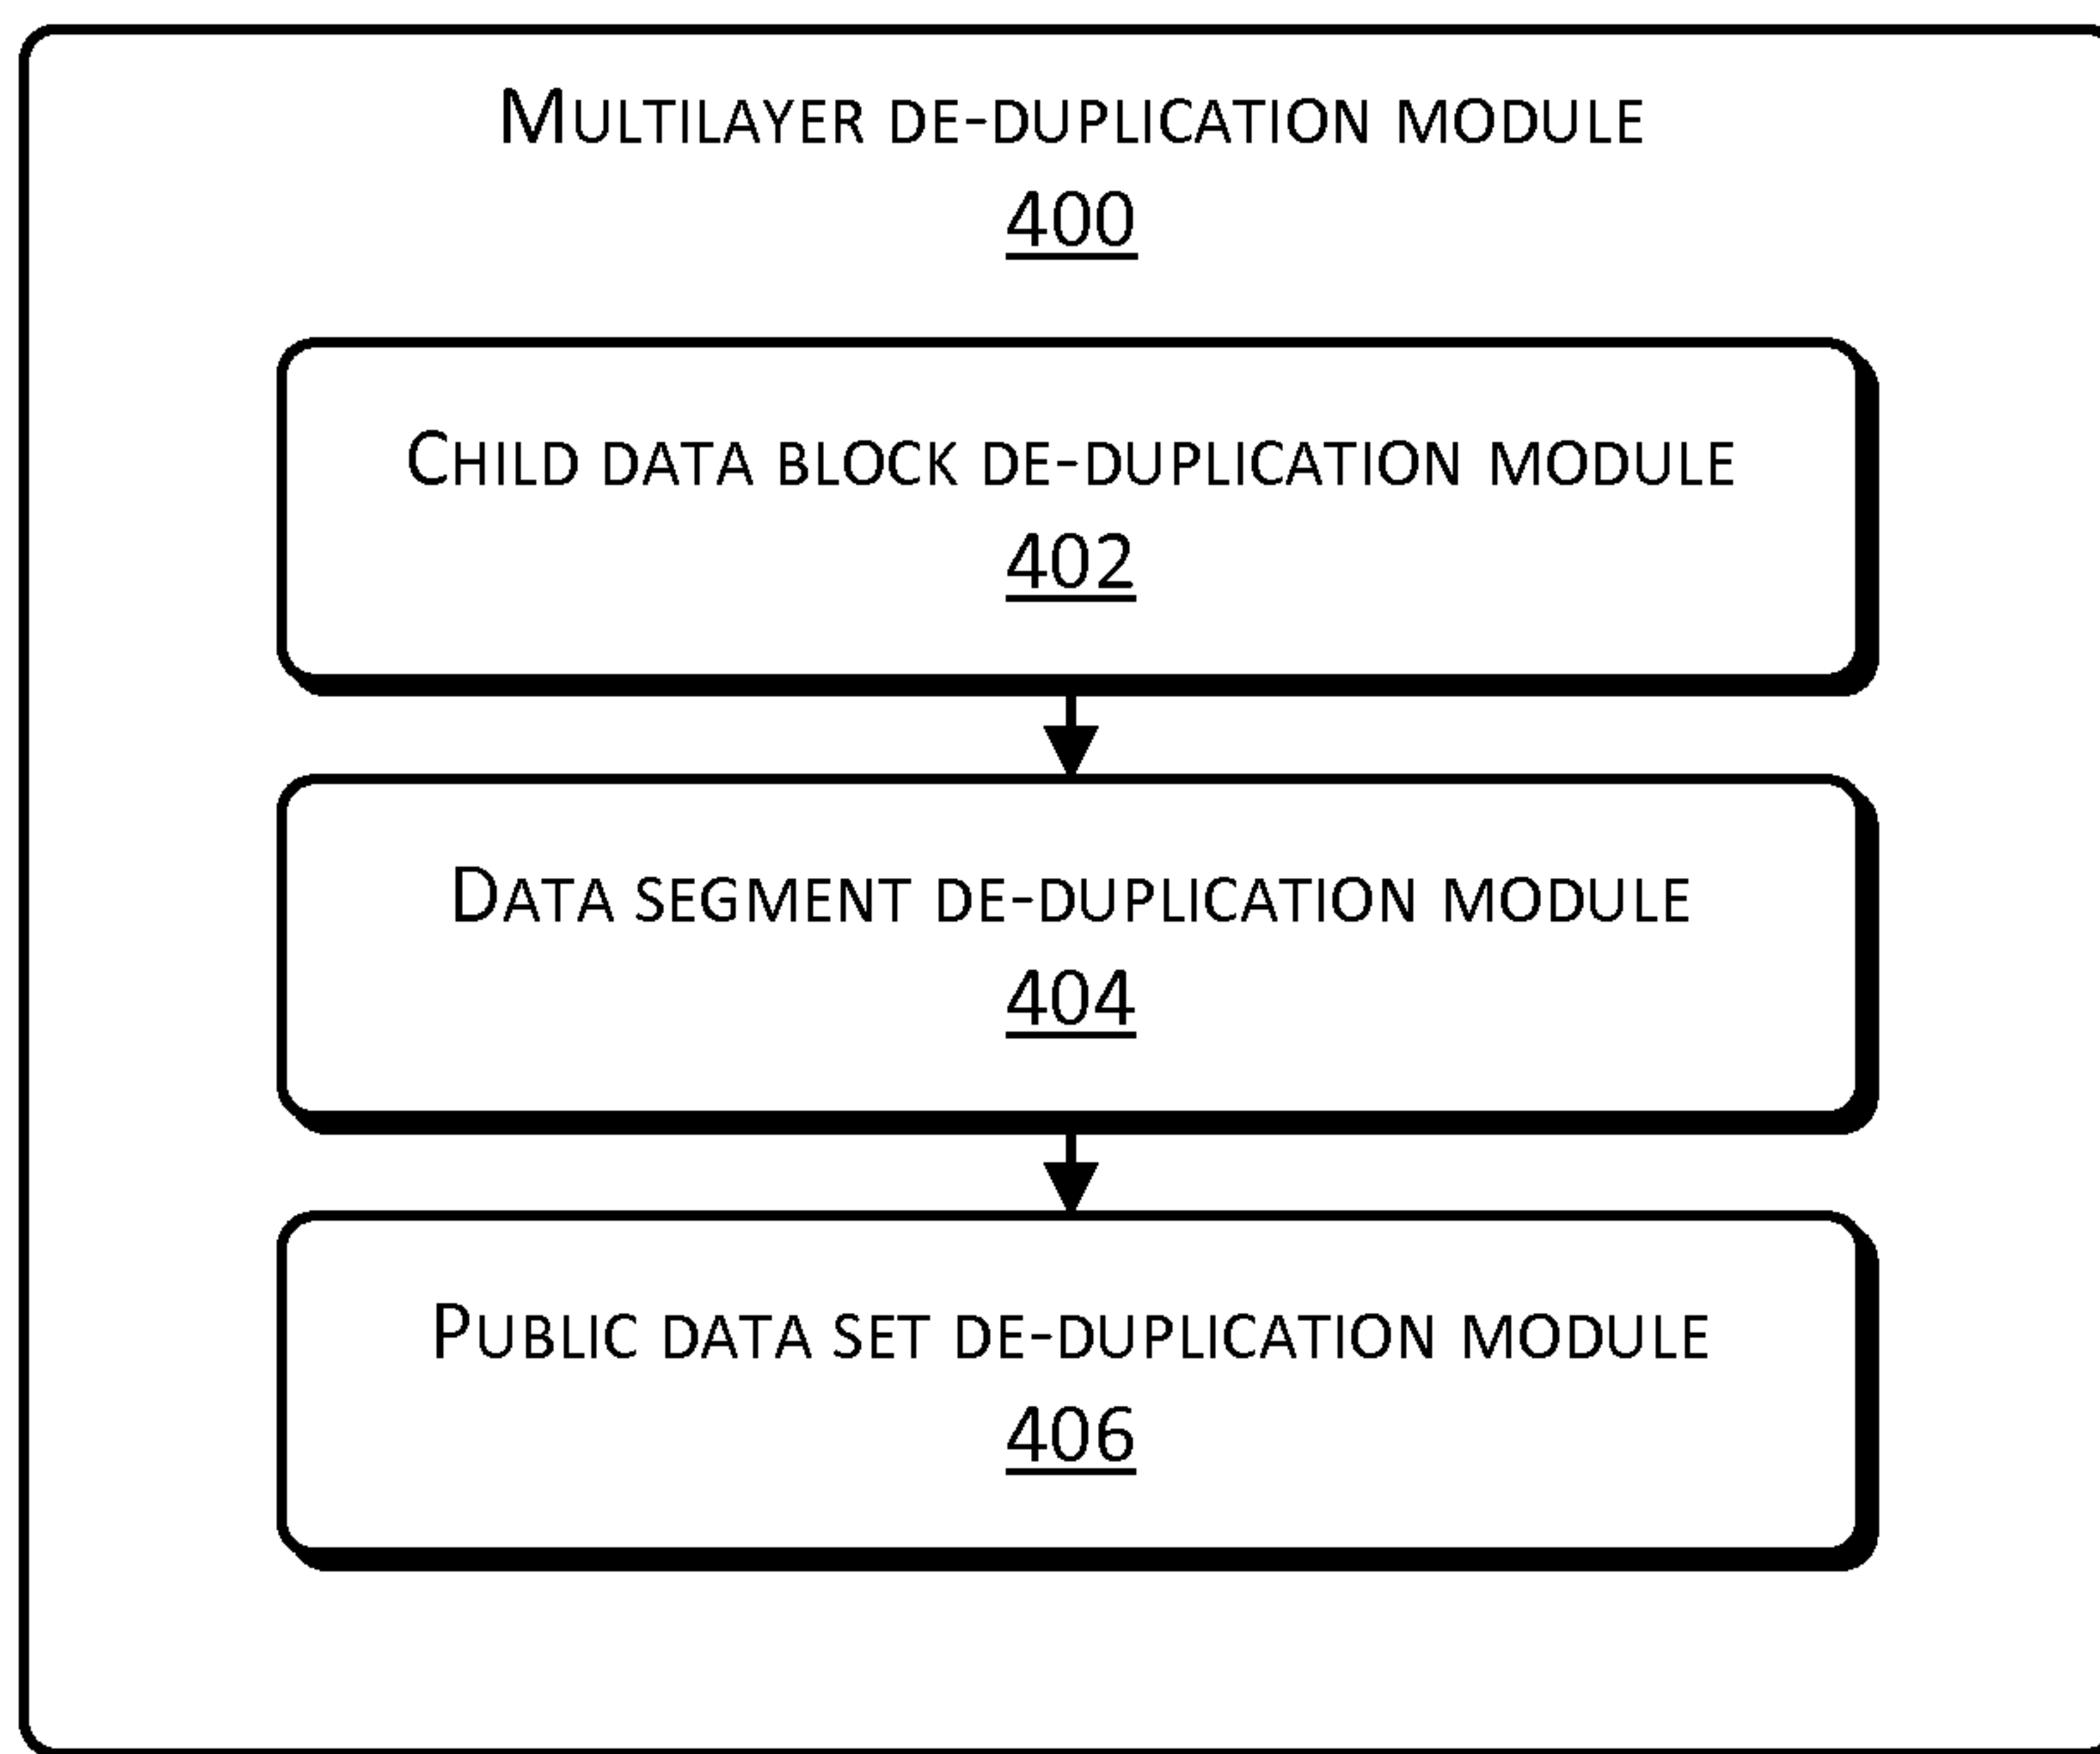 MULTILAYER DE-DUPLICATION MODULE
400
CHILD DATA BLOCK DE-DUPLICATION MODULE
402
DATA SEGMENT DE-DUPLICATION MODULE
404
PUBLIC DATA SET DE-DUPLICATION MODULE
406